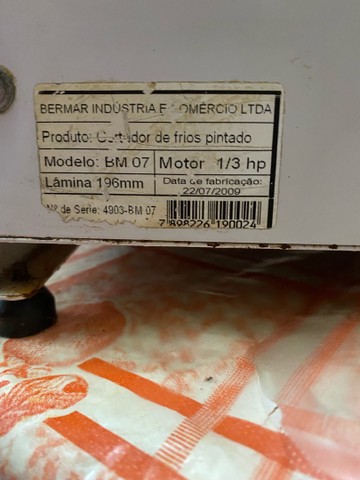 BERMAR INDÚSTRIA E COMÉRCIO LTDA
Produto: Cortador de frios pintado
Modelo: BM 07 Motor 1/3 hp
Lâmina 196mm Data de fabricação: 22/07/2009
Nº de Serie: 4903-BM 07
7 898226 190024